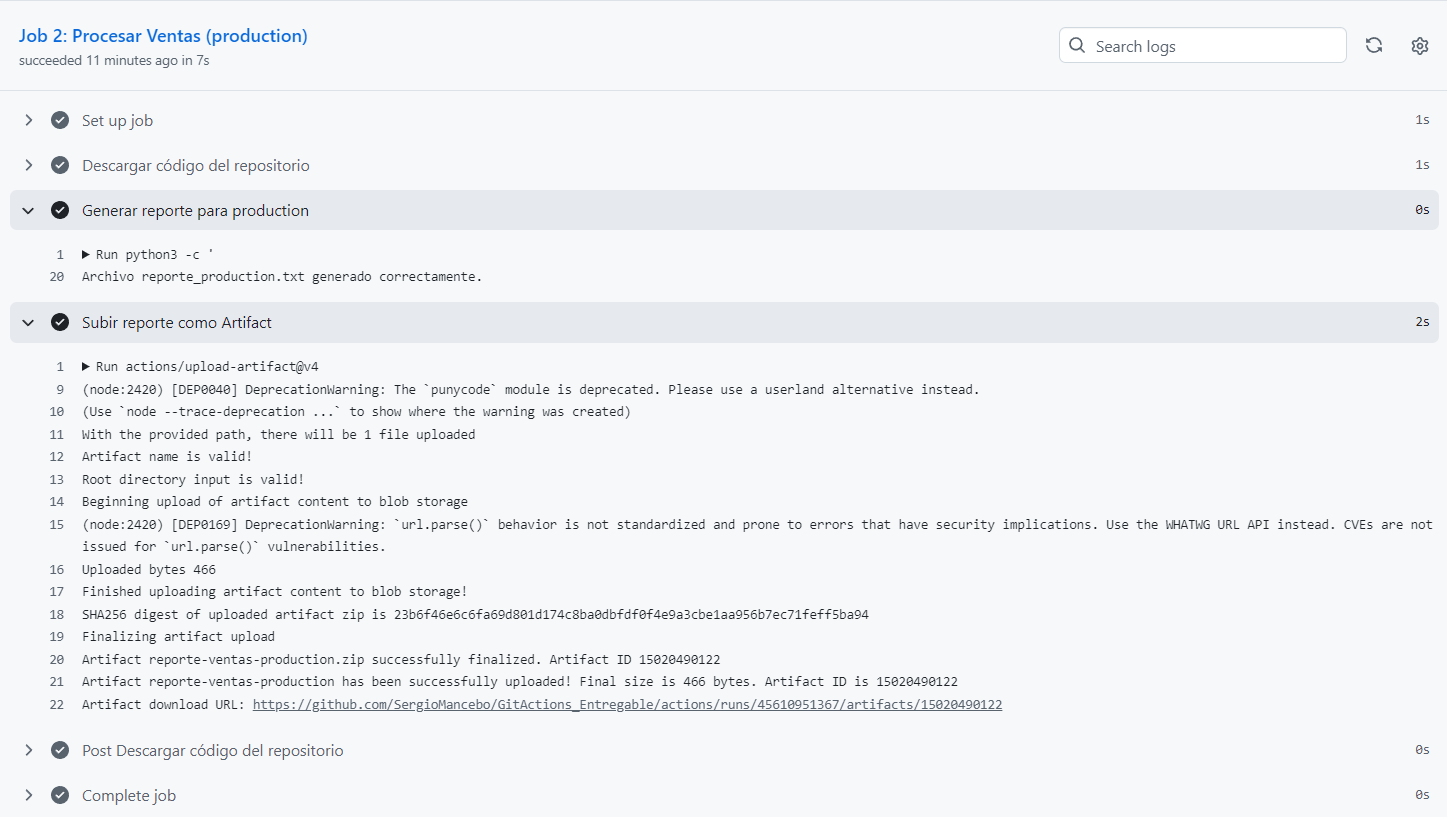 Job 2: Procesar Ventas (production)
succeeded 11 minutes ago in 7s
Search logs
Set up job 1s
Descargar código del repositorio 1s
Generar reporte para production 0s
1 Run python3 -c '
20 Archivo reporte_production.txt generado correctamente.
Subir reporte como Artifact 2s
1 Run actions/upload-artifact@v4
9 (node:2420) [DEP0040] DeprecationWarning: The `punycode` module is deprecated. Please use a userland alternative instead.
10 (Use `node --trace-deprecation ...` to show where the warning was created)
11 With the provided path, there will be 1 file uploaded
12 Artifact name is valid!
13 Root directory input is valid!
14 Beginning upload of artifact content to blob storage
15 (node:2420) [DEP0169] DeprecationWarning: `url.parse()` behavior is not standardized and prone to errors that have security implications. Use the WHATWG URL API instead. CVEs are not
issued for `url.parse()` vulnerabilities.
16 Uploaded bytes 466
17 Finished uploading artifact content to blob storage!
18 SHA256 digest of uploaded artifact zip is 23b6f46e6c6fa69d801d174c8ba0dbfdf0f4e9a3cbe1aa956b7ec71feff5ba94
19 Finalizing artifact upload
20 Artifact reporte-ventas-production.zip successfully finalized. Artifact ID 15020490122
21 Artifact reporte-ventas-production has been successfully uploaded! Final size is 466 bytes. Artifact ID is 15020490122
22 Artifact download URL: https://github.com/SergioMancebo/GitActions_Entregable/actions/runs/45610951367/artifacts/15020490122
Post Descargar código del repositorio 0s
Complete job 0s